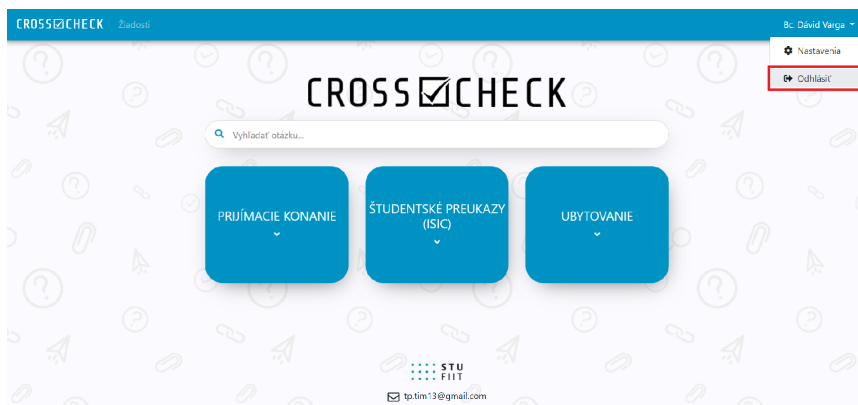 CROSS CHECK Žiadosti Bc. Dávid Varga
Nastavenia
Odhlásiť
CROSS CHECK
Vyhľadať otázku...
PRIJÍMACIE KONANIE
ŠTUDENTSKÉ PREUKAZY
(ISIC)
UBYTOVANIE
STU
FIIT
tp.tim13@gmail.com